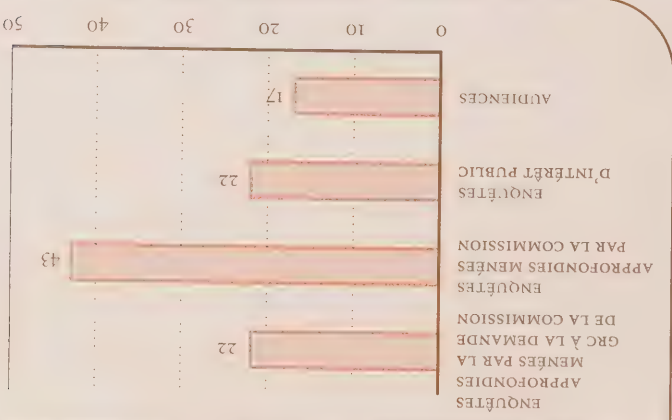 ENQUÊTES
APPROFONDIES
MENÉES PAR LA
GRC À LA DEMANDE
DE LA COMMISSION
22
ENQUÊTES
APPROFONDIES MENÉES
PAR LA COMMISSION
43
ENQUÊTES
D'INTÉRÊT PUBLIC
22
AUDIENCES
17
0 10 20 30 40 50